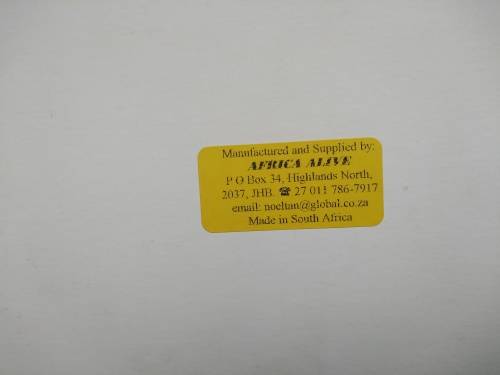 Manufactured and Supplied by:
AFRICA ALIVE
P O Box 34, Highlands North,
2037, JHB. ☎ 27 011 786-7917
email: noeltan@global.co.za
Made in South Africa